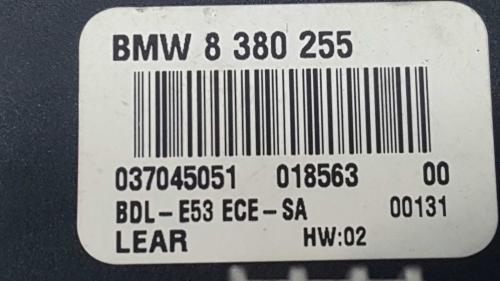 BMW 8 380 255
037045051 018563 00
BDL-E53 ECE-SA 00131
LEAR HW:02